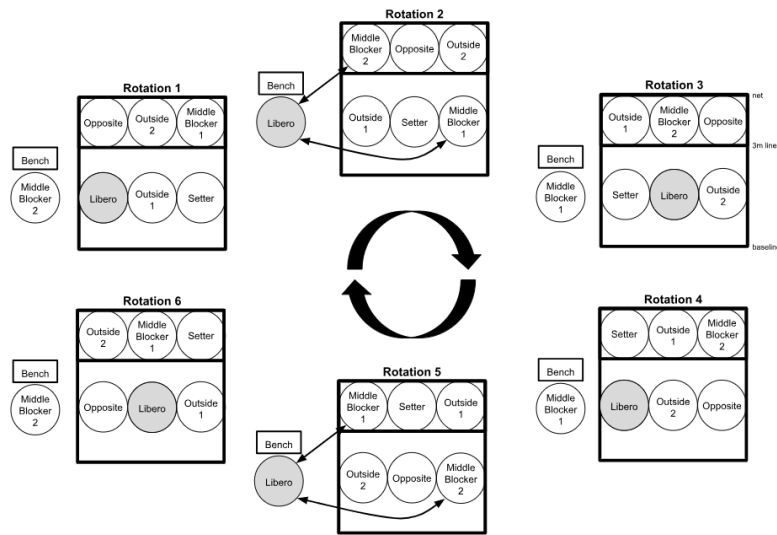 Rotation 2
Middle
Blocker
2
Opposite
Outside
2
Bench
Libero
Outside
1
Setter
Middle
Blocker
1
Rotation 1
Opposite
Outside
2
Middle
Blocker
1
Bench
Middle
Blocker
2
Libero
Outside
1
Setter
Rotation 3
net
Outside
1
Middle
Blocker
2
Opposite
3m line
Bench
Middle
Blocker
1
Setter
Libero
Outside
2
baseline
Rotation 6
Outside
2
Middle
Blocker
1
Setter
Bench
Middle
Blocker
2
Opposite
Libero
Outside
1
Rotation 4
Setter
Outside
1
Middle
Blocker
2
Bench
Middle
Blocker
1
Libero
Outside
2
Opposite
Rotation 5
Middle
Blocker
1
Setter
Outside
1
Bench
Libero
Outside
2
Opposite
Middle
Blocker
2